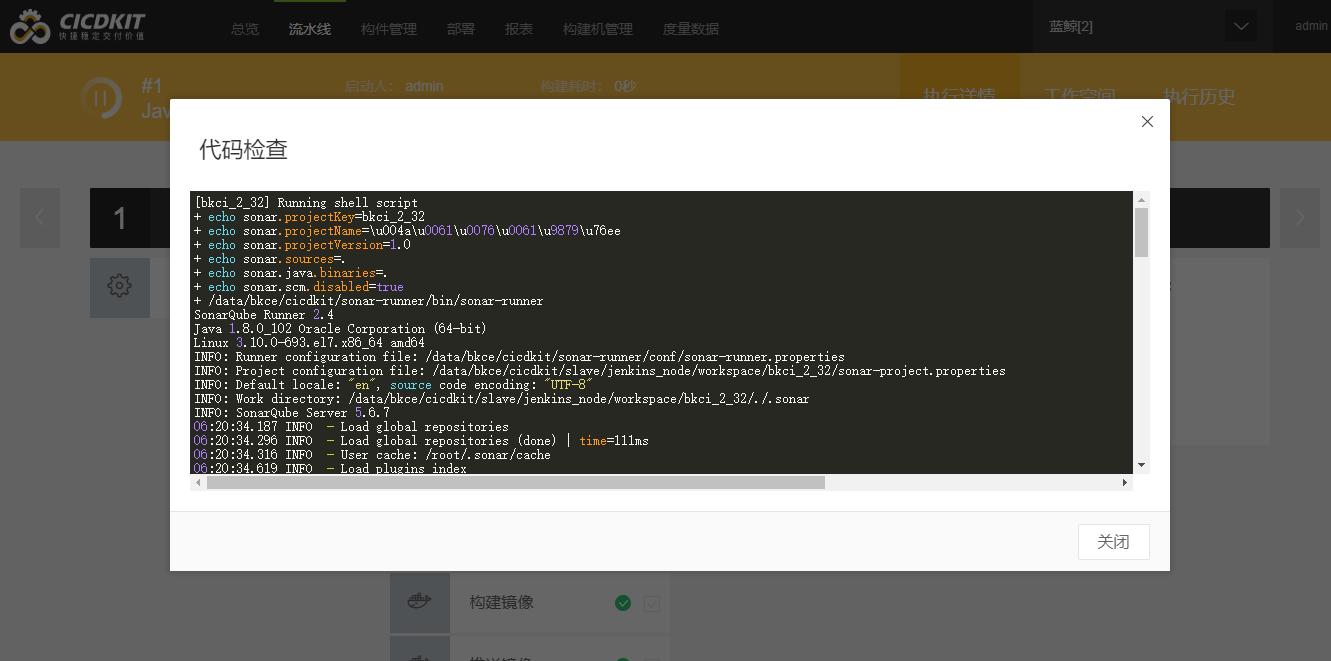 CICDKIT
快捷稳定交付价值
总览 流水线 构件管理 部署 报表 构建机管理 度量数据 蓝鲸[2] admin
#1 启动人： admin 构建耗时： 0秒 执行详情 工作空间 执行历史
Jav
代码检查
1
[bkci_2_32] Running shell script
+ echo sonar.projectKey=bkci_2_32
+ echo sonar.projectName=\u004a\u0061\u0076\u0061\u9879\u76ee
+ echo sonar.projectVersion=1.0
+ echo sonar.sources=.
+ echo sonar.java.binaries=.
+ echo sonar.scm.disabled=true
+ /data/bkce/cicdkit/sonar-runner/bin/sonar-runner
SonarQube Runner 2.4
Java 1.8.0_102 Oracle Corporation (64-bit)
Linux 3.10.0-693.el7.x86_64 amd64
INFO: Runner configuration file: /data/bkce/cicdkit/sonar-runner/conf/sonar-runner.properties
INFO: Project configuration file: /data/bkce/cicdkit/slave/jenkins_node/workspace/bkci_2_32/sonar-project.properties
INFO: Default locale: "en", source code encoding: "UTF-8"
INFO: Work directory: /data/bkce/cicdkit/slave/jenkins_node/workspace/bkci_2_32/./.sonar
INFO: SonarQube Server 5.6.7
06:20:34.187 INFO  - Load global repositories
06:20:34.296 INFO  - Load global repositories (done) | time=111ms
06:20:34.316 INFO  - User cache: /root/.sonar/cache
06:20:34.619 INFO  - Load plugins index
关闭
构建镜像